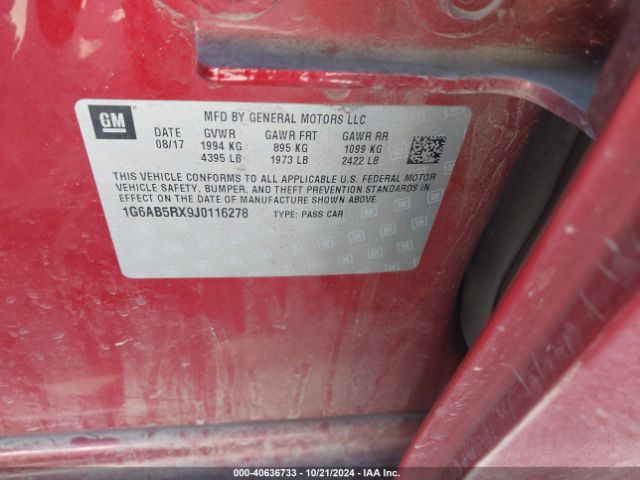 GM
MFD BY GENERAL MOTORS LLC
DATE GVWR GAWR FRT GAWR RR
08/17 1994 KG 895 KG 1099 KG
4395 LB 1973 LB 2422 LB
THIS VEHICLE CONFORMS TO ALL APPLICABLE U.S. FEDERAL MOTOR
VEHICLE SAFETY, BUMPER, AND THEFT PREVENTION STANDARDS IN
EFFECT ON THE DATE OF MANUFACTURE SHOWN ABOVE.
1G6AB5RX9J0116278 TYPE: PASS CAR
000-40636733 - 10/21/2024 - IAA Inc.